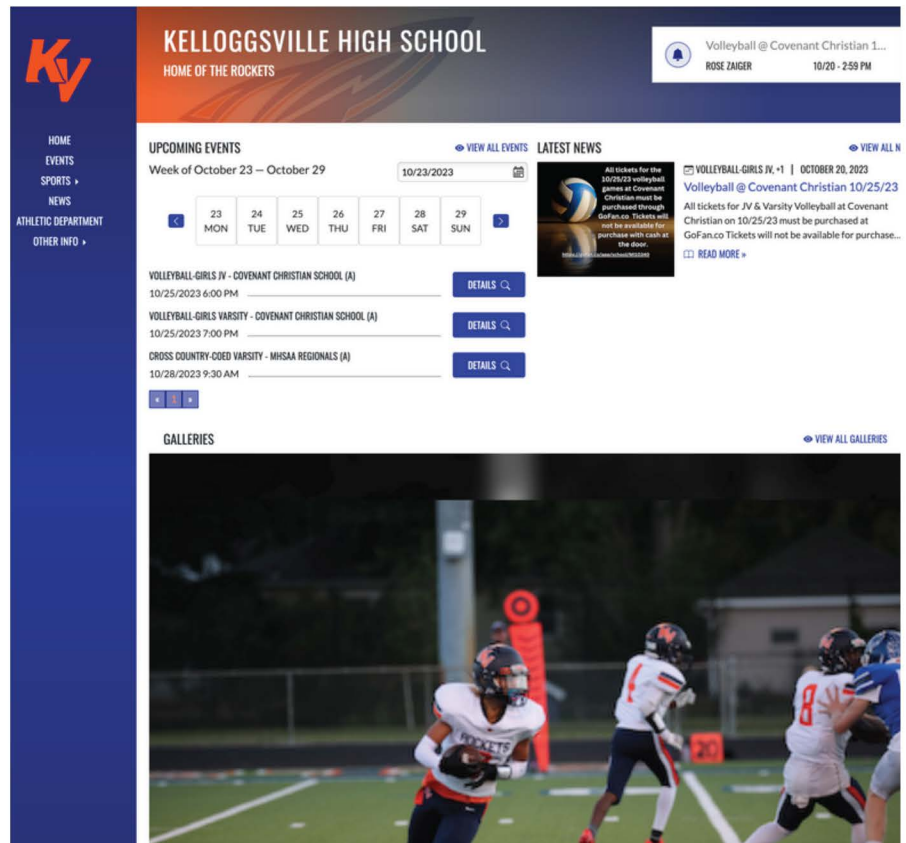 KELLOGGSVILLE HIGH SCHOOL
HOME OF THE ROCKETS
Volleyball @ Covenant Christian 1...
ROSE ZAIGER 10/20 - 2:59 PM
KV
HOME
EVENTS
SPORTS
NEWS
ATHLETIC DEPARTMENT
OTHER INFO
UPCOMING EVENTS
VIEW ALL EVENTS
Week of October 23 — October 29
10/23/2023
23 24 25 26 27 28 29
MON TUE WED THU FRI SAT SUN
VOLLEYBALL-GIRLS JV - COVENANT CHRISTIAN SCHOOL (A)
10/25/2023 6:00 PM
DETAILS
VOLLEYBALL-GIRLS VARSITY - COVENANT CHRISTIAN SCHOOL (A)
10/25/2023 7:00 PM
DETAILS
CROSS COUNTRY-COED VARSITY - MHSAA REGIONALS (A)
10/28/2023 9:30 AM
DETAILS
« 1 »
LATEST NEWS
VIEW ALL N
All tickets for the
10/25/23 volleyball
games at Covenant
Christian must be
purchased through
GoFan.co Tickets will
not be available for
purchase with cash at
the door.
VOLLEYBALL-GIRLS JV, +1 | OCTOBER 20, 2023
Volleyball @ Covenant Christian 10/25/23
All tickets for JV & Varsity Volleyball at Covenant
Christian on 10/25/23 must be purchased at
GoFan.co Tickets will not be available for purchase...
READ MORE »
GALLERIES
VIEW ALL GALLERIES
ROCKETS
1
8
20